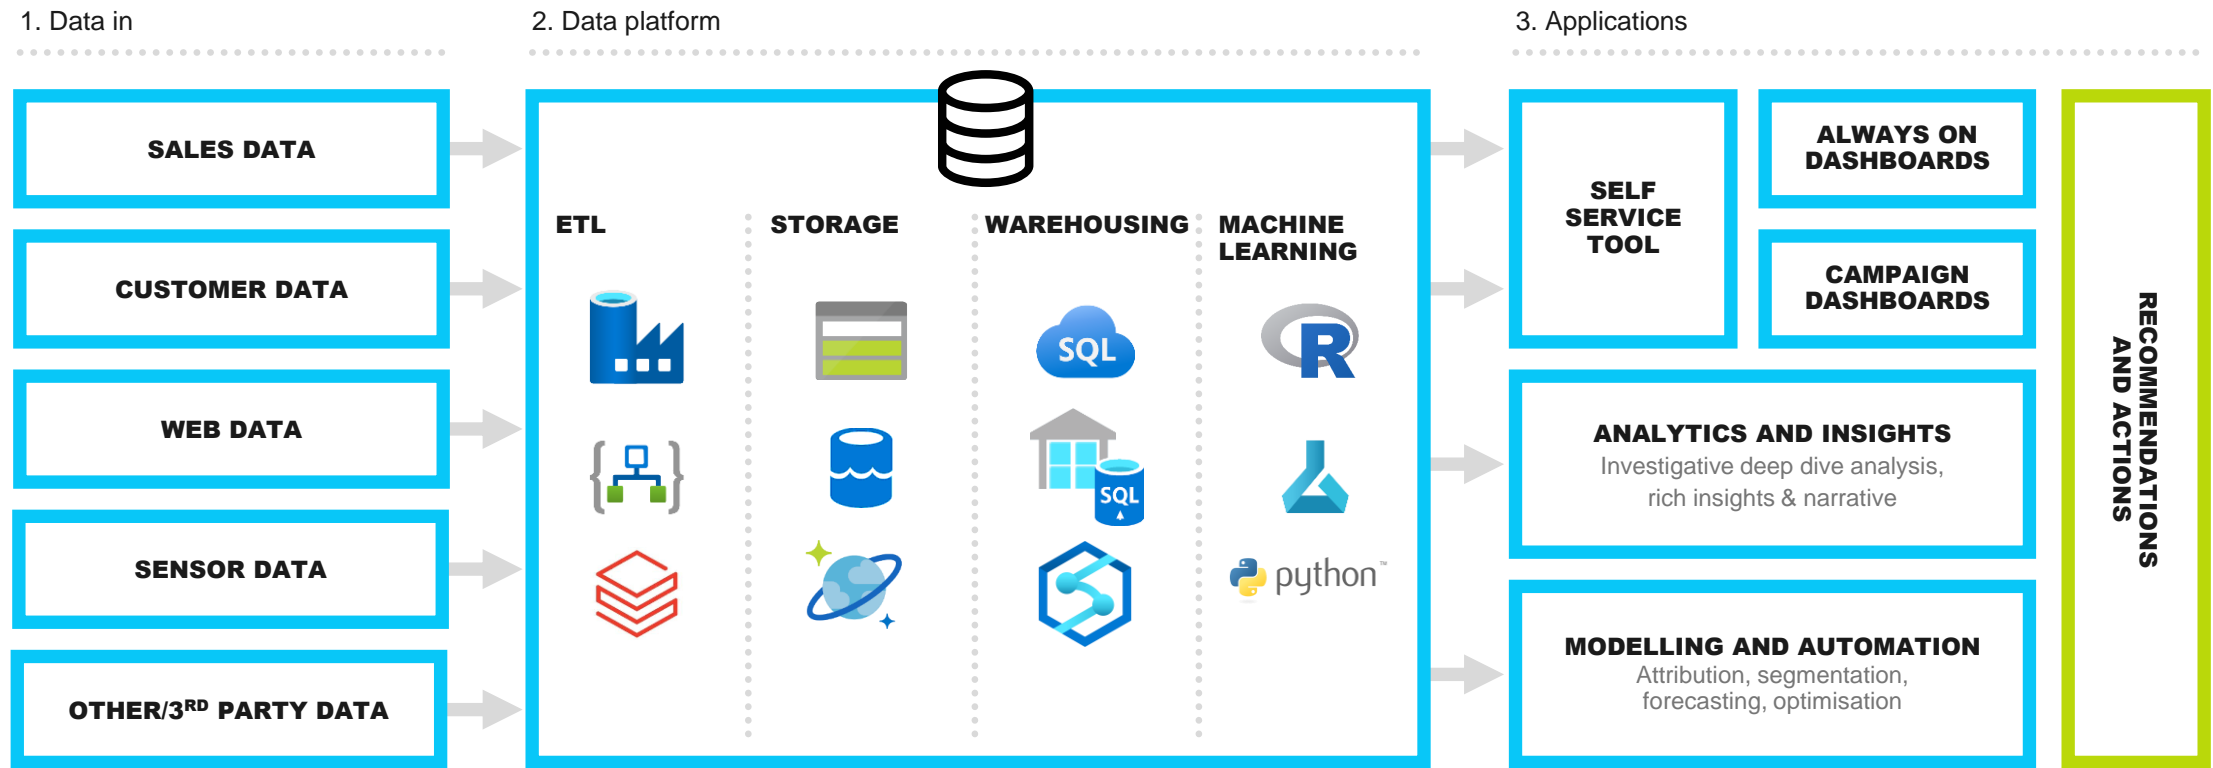 1. Data in
2. Data platform
3. Applications
SALES DATA
CUSTOMER DATA
WEB DATA
SENSOR DATA
OTHER/3RD PARTY DATA
ETL
STORAGE
WAREHOUSING
MACHINE
LEARNING
SQL
SQL
R
python™
SELF
SERVICE
TOOL
ALWAYS ON
DASHBOARDS
CAMPAIGN
DASHBOARDS
ANALYTICS AND INSIGHTS
Investigative deep dive analysis,
rich insights & narrative
MODELLING AND AUTOMATION
Attribution, segmentation,
forecasting, optimisation
RECOMMENDATIONS
AND ACTIONS